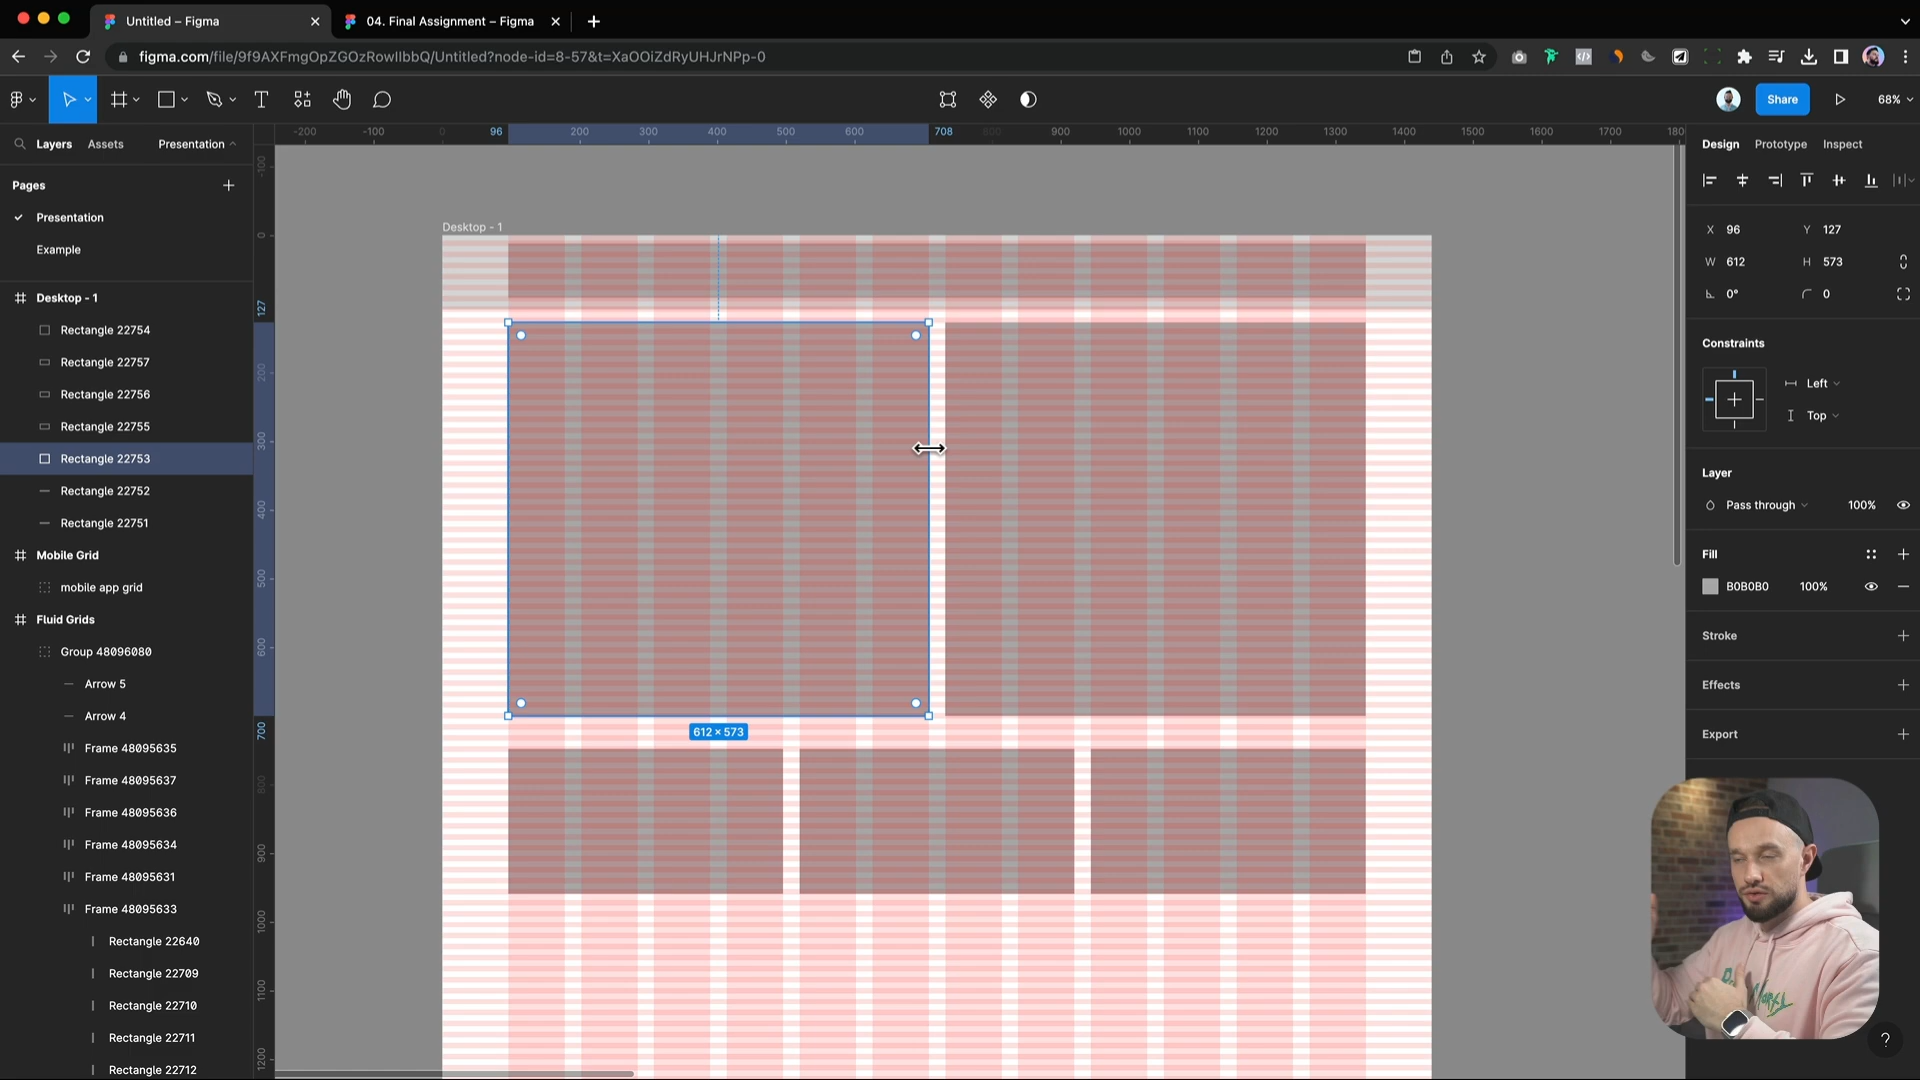 Untitled – Figma
04. Final Assignment – Figma
figma.com/file/9f9AXFmgOpZGOzRowIlbbQ/Untitled?node-id=8-57&t=XaOOiZdRyUHJrNPp-0
Share
68%
Layers
Assets
Presentation
Pages
Presentation
Example
Desktop - 1
Rectangle 22754
Rectangle 22757
Rectangle 22756
Rectangle 22755
Rectangle 22753
Rectangle 22752
Rectangle 22751
Mobile Grid
mobile app grid
Fluid Grids
Group 48096080
Arrow 5
Arrow 4
Frame 48095635
Frame 48095637
Frame 48095636
Frame 48095634
Frame 48095631
Frame 48095633
Rectangle 22640
Rectangle 22709
Rectangle 22710
Rectangle 22711
Rectangle 22712
-200 -100 0 96 200 300 400 500 600 708 800 900 1000 1100 1200 1300 1400 1500 1600 1700 1800
-100
0
127
200
300
400
500
600
700
800
900
1000
1100
1200
Desktop - 1
612 × 573
Design
Prototype
Inspect
X 96
Y 127
W 612
H 573
0°
0
Constraints
Left
Top
Layer
Pass through
100%
Fill
B0B0B0
100%
Stroke
Effects
Export
?